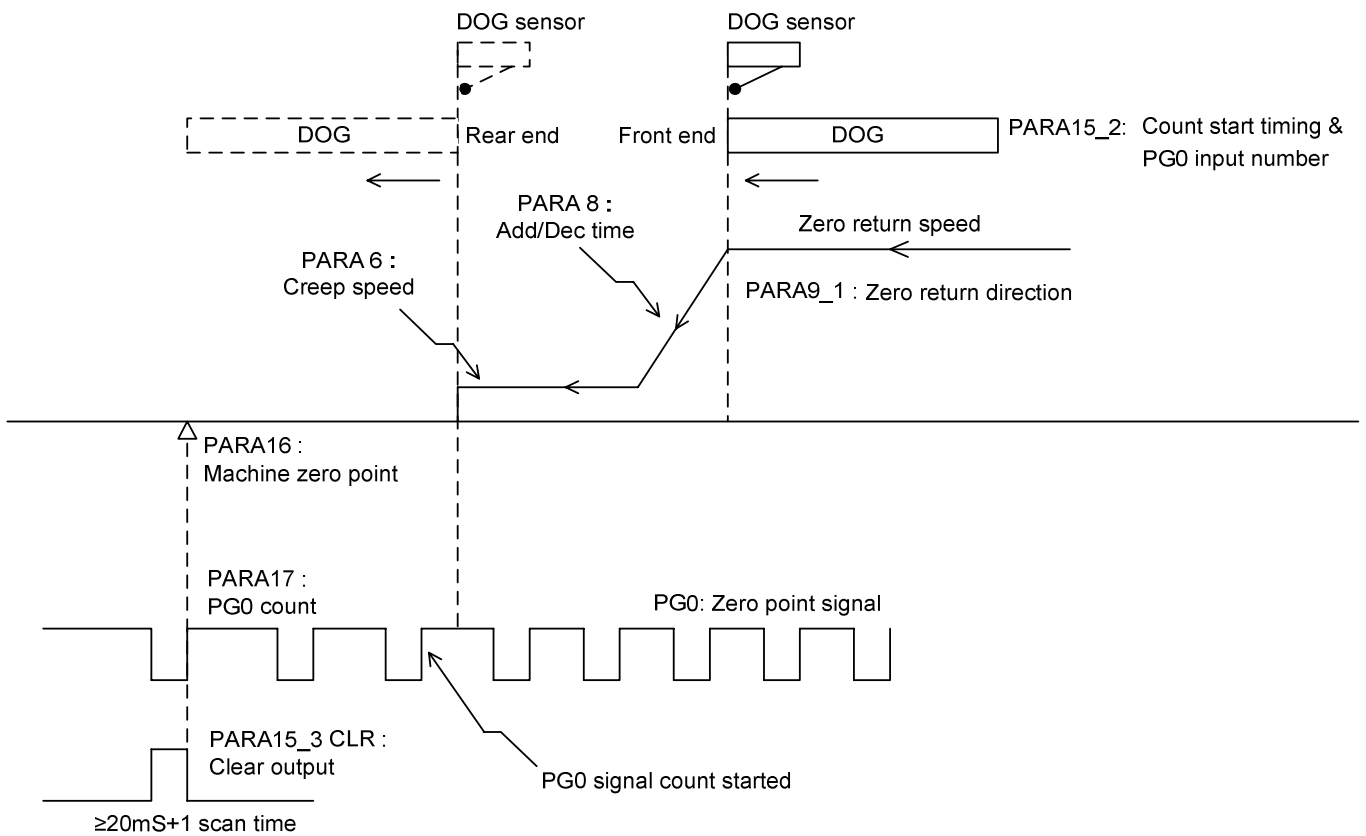 DOG sensor
DOG sensor
DOG
Rear end
Front end
DOG
PARA15_2: Count start timing &
PG0 input number
PARA 8 :
Add/Dec time
Zero return speed
PARA 6 :
Creep speed
PARA9_1 : Zero return direction
PARA16 :
Machine zero point
PARA17 :
PG0 count
PG0: Zero point signal
PARA15_3 CLR :
Clear output
PG0 signal count started
≥20mS+1 scan time